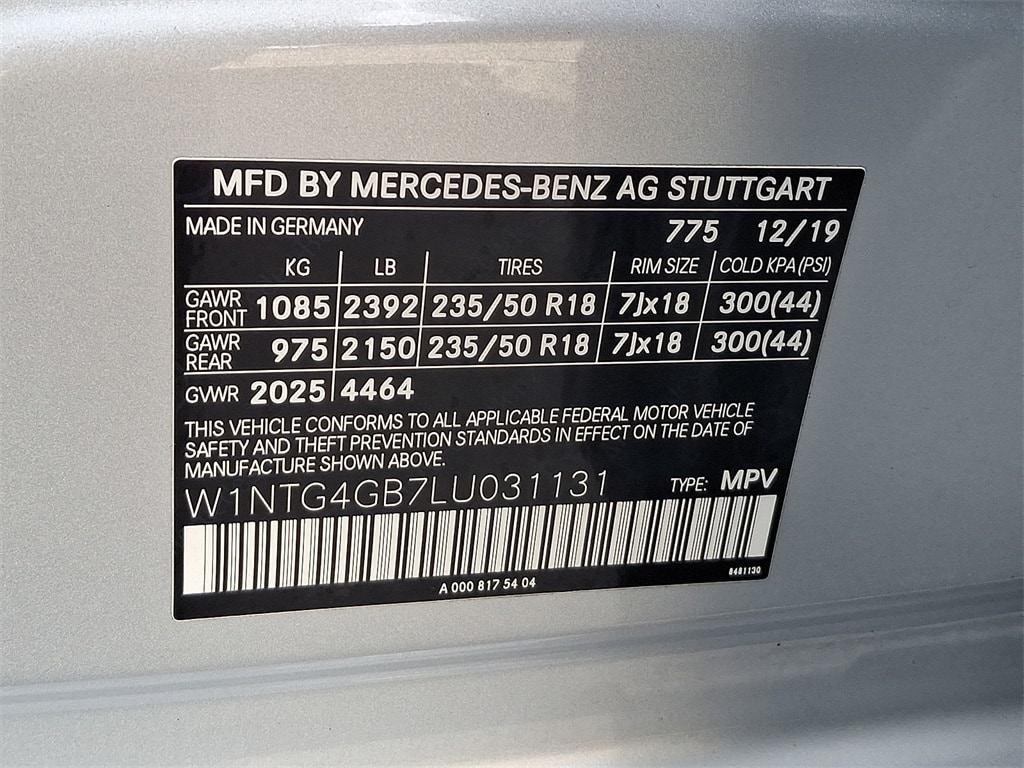 MFD BY MERCEDES-BENZ AG STUTTGART
MADE IN GERMANY 775 12/19
KG LB TIRES RIM SIZE COLD KPA (PSI)
GAWR FRONT 1085 2392 235/50 R18 7Jx18 300(44)
GAWR REAR 975 2150 235/50 R18 7Jx18 300(44)
GVWR 2025 4464
THIS VEHICLE CONFORMS TO ALL APPLICABLE FEDERAL MOTOR VEHICLE
SAFETY AND THEFT PREVENTION STANDARDS IN EFFECT ON THE DATE OF
MANUFACTURE SHOWN ABOVE.
W1NTG4GB7LU031131 TYPE: MPV
A 000 817 54 04 8481130